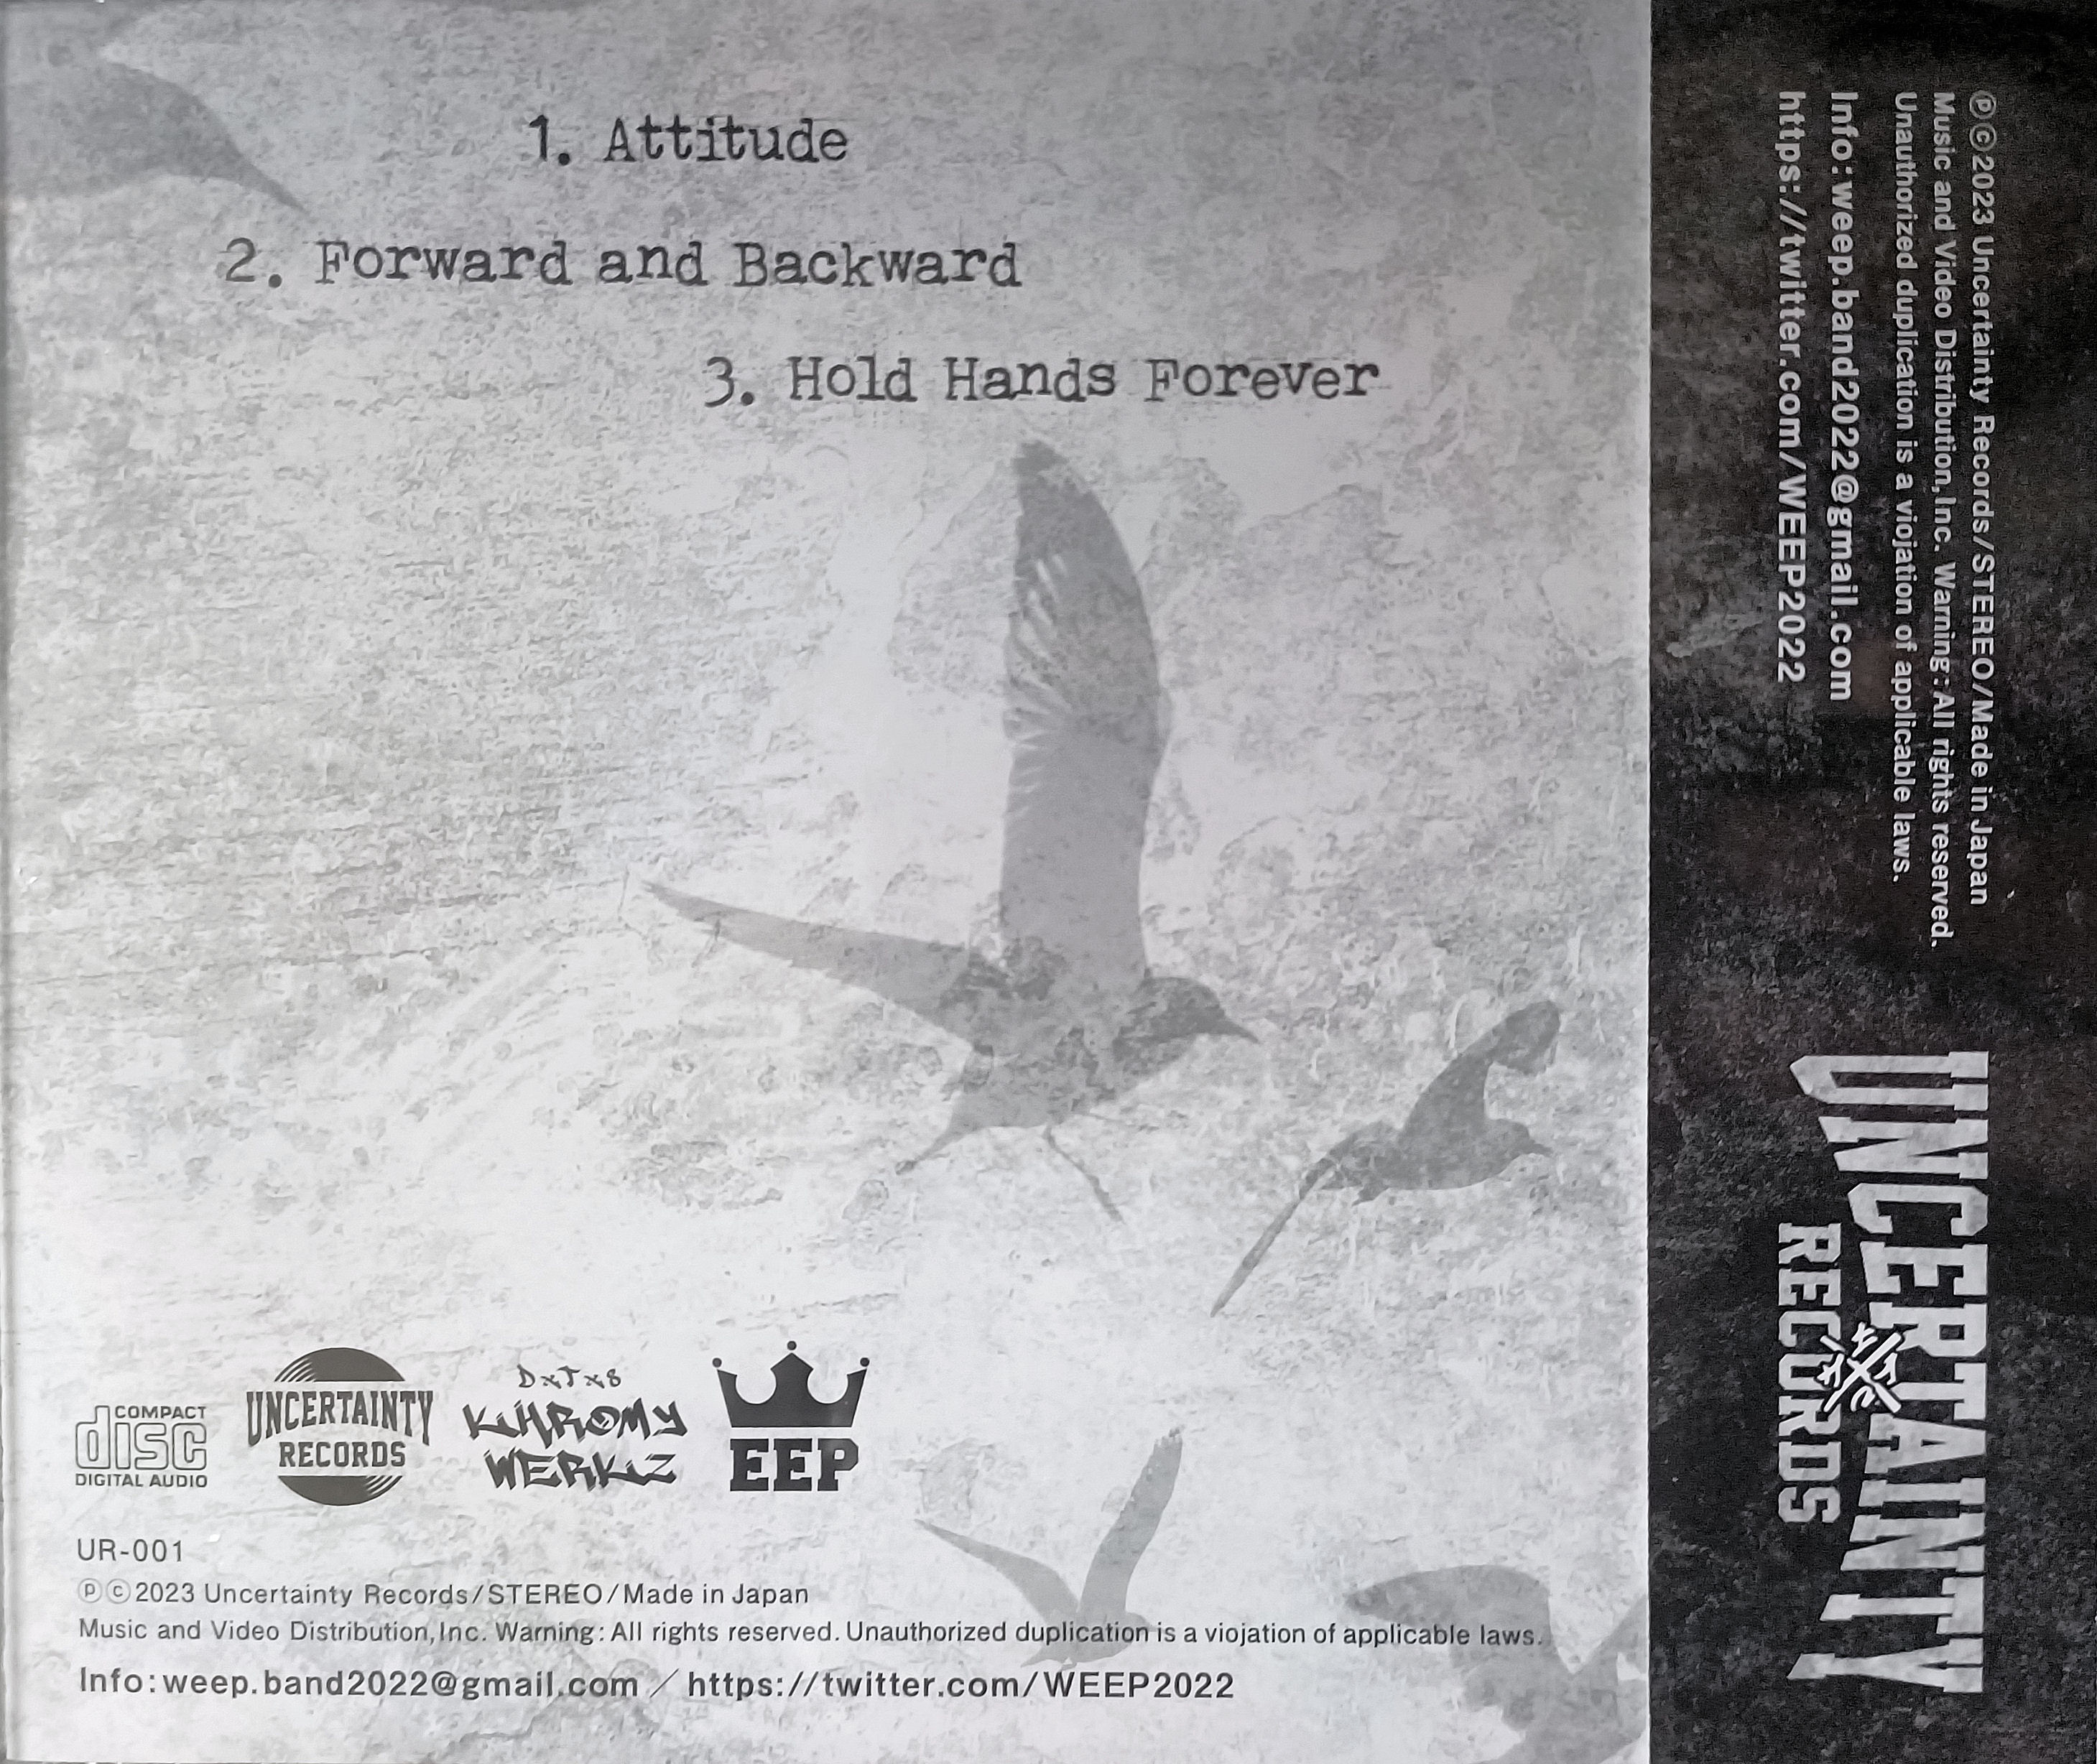 1. Attitude
2. Forward and Backward
3. Hold Hands Forever
COMPACT
disc
DIGITAL AUDIO
UNCERTAINTY
RECORDS
DxTx8
KHROMY
WERKZ
EEP
UR-001
Ⓟⓒ2023 Uncertainty Records/STEREO/Made in Japan
Music and Video Distribution,Inc. Warning:All rights reserved. Unauthorized duplication is a viojation of applicable laws.
Info:weep.band2022@gmail.com / https://twitter.com/WEEP2022
Ⓟⓒ2023 Uncertainty Records/STEREO/Made in Japan
Music and Video Distribution,Inc. Warning:All rights reserved.
Unauthorized duplication is a viojation of applicable laws.
Info:weep.band2022@gmail.com
https://twitter.com/WEEP2022
UNCERTAINTY
RECORDS